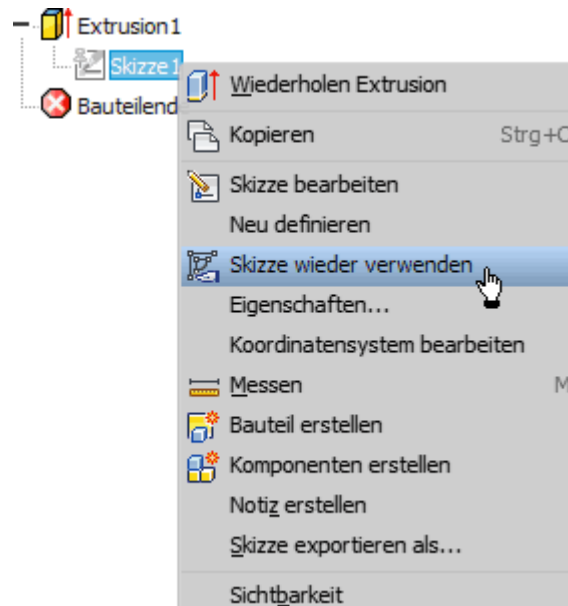 Extrusion1
Skizze1
Bauteilend
Wiederholen Extrusion
Kopieren Strg+C
Skizze bearbeiten
Neu definieren
Skizze wieder verwenden
Eigenschaften...
Koordinatensystem bearbeiten
Messen M
Bauteil erstellen
Komponenten erstellen
Notiz erstellen
Skizze exportieren als...
Sichtbarkeit